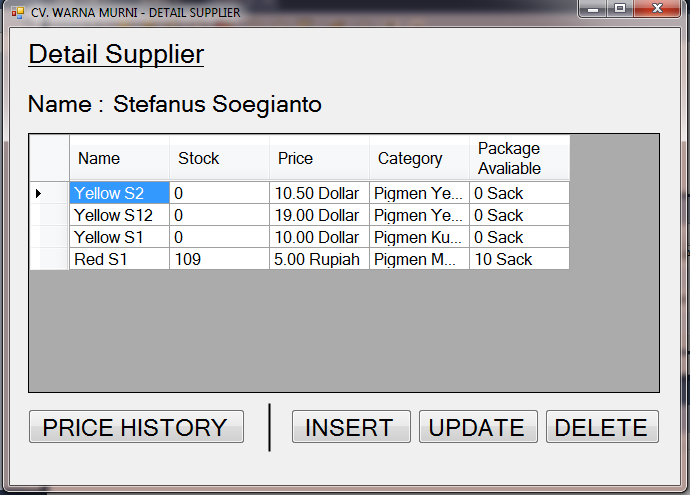 CV. WARNA MURNI - DETAIL SUPPLIER
Detail Supplier
Name : Stefanus Soegianto
Name Stock Price Category Package Avaliable
Yellow S2 0 10.50 Dollar Pigmen Ye... 0 Sack
Yellow S12 0 19.00 Dollar Pigmen Ye... 0 Sack
Yellow S1 0 10.00 Dollar Pigmen Ku... 0 Sack
Red S1 109 5.00 Rupiah Pigmen M... 10 Sack
PRICE HISTORY INSERT UPDATE DELETE